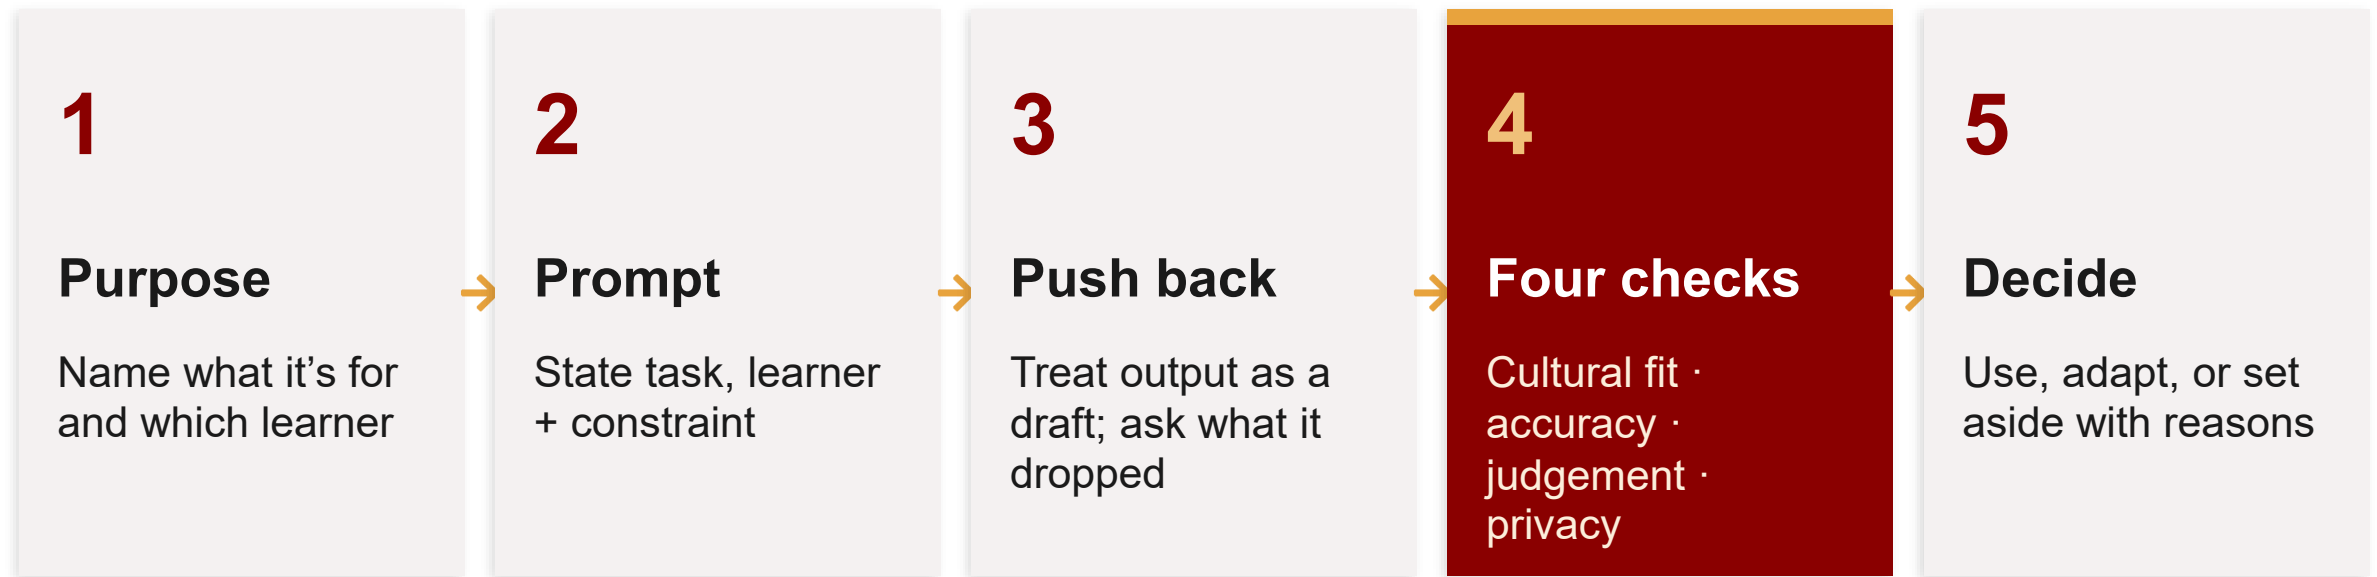 1
Purpose
Name what it’s for
and which learner
2
Prompt
State task, learner
+ constraint
3
Push back
Treat output as a
draft; ask what it
dropped
4
Four checks
Cultural fit ·
accuracy ·
judgement ·
privacy
5
Decide
Use, adapt, or set
aside with reasons